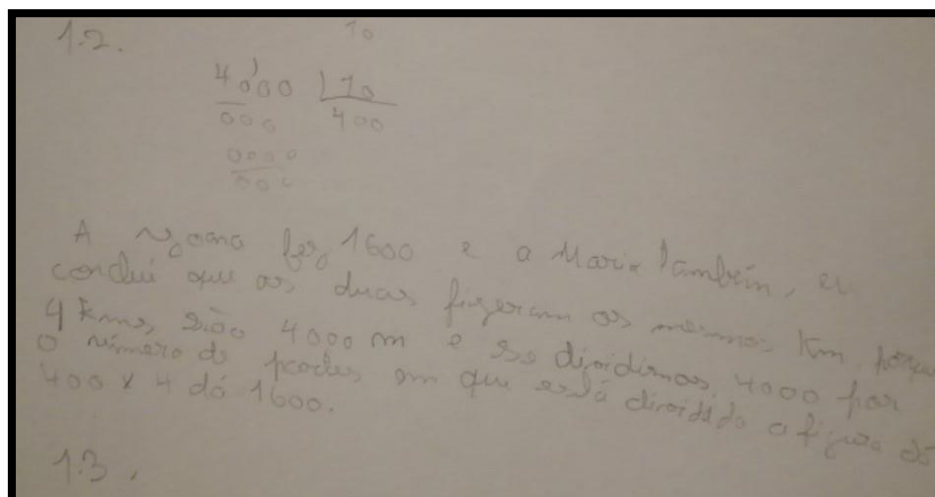 1.2.
10
4000 | 10
000 400
0000
000
A Joana fez 1600 e a Maria também, eu
conclui que as duas fizeram os mesmos Km porque
4 kms, são 4000 m e se dividirmos 4000 por
o número de partes em que está dividido a figura dá
400 x 4 dá 1600.
1.3.